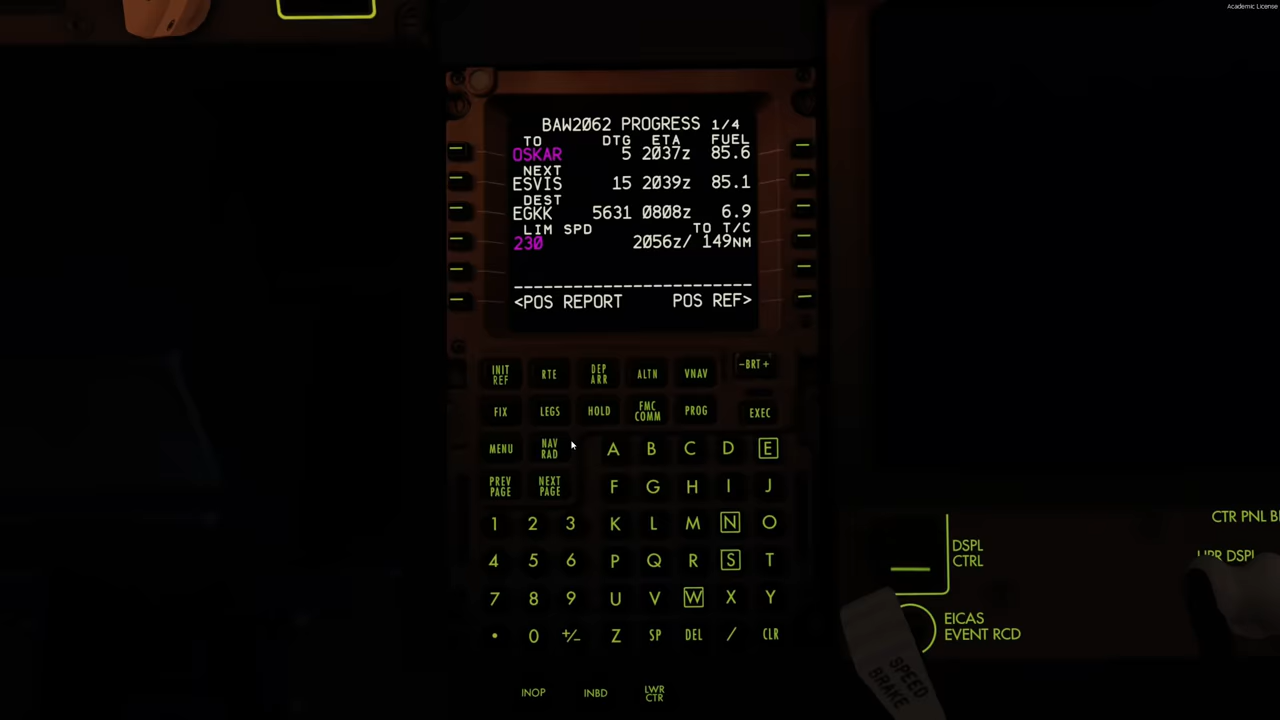 Academic License
BAW2062 PROGRESS 1/4
TO DTG ETA FUEL
OSKAR 5 2037z 85.6
NEXT
ESVIS 15 2039z 85.1
DEST
EGKK 5631 0808z 6.9
LIM SPD TO T/C
230 2056z/ 149NM
------------------------
<POS REPORT POS REF>
INIT REF RTE DEP ARR ALTN VNAV -BRT+
FIX LEGS HOLD FMC COMM PROG EXEC
MENU NAV RAD A B C D E
PREV PAGE NEXT PAGE F G H I J
1 2 3 K L M N O
4 5 6 P Q R S T
7 8 9 U V W X Y
. 0 +/- Z SP DEL / CLR
INOP INBD LWR CTR
CTR PNL
DSPL
CTRL
EICAS
EVENT RCD
SPEED
BRAKE